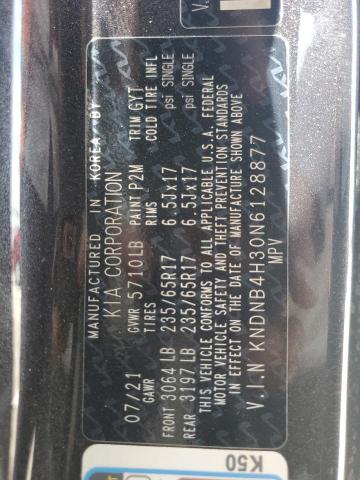 MANUFACTURED IN KOREA BY
KIA CORPORATION
07/21 GVWR 5710LB PAINT P2M TRIM GYT
GAWR TIRES RIMS COLD TIRE INFL
psi SINGLE
FRONT 3064 LB 235/65R17 6.5Jx17 psi SINGLE
REAR 3197 LB 235/65R17 6.5Jx17
THIS VEHICLE CONFORMS TO ALL APPLICABLE U.S.A. FEDERAL
MOTOR VEHICLE SAFETY AND THEFT PREVENTION STANDARDS
IN EFFECT ON THE DATE OF MANUFACTURE SHOWN ABOVE
V.I.N KNDNB4H30N6128877
MPV
V.I
K50